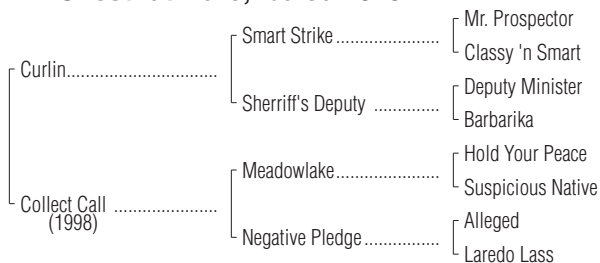 Mr. Prospector
Smart Strike
Classy 'n Smart
Curlin
Deputy Minister
Sherriff's Deputy
Barbarika
Hold Your Peace
Meadowlake
Suspicious Native
Collect Call
(1998)
Alleged
Negative Pledge
Laredo Lass